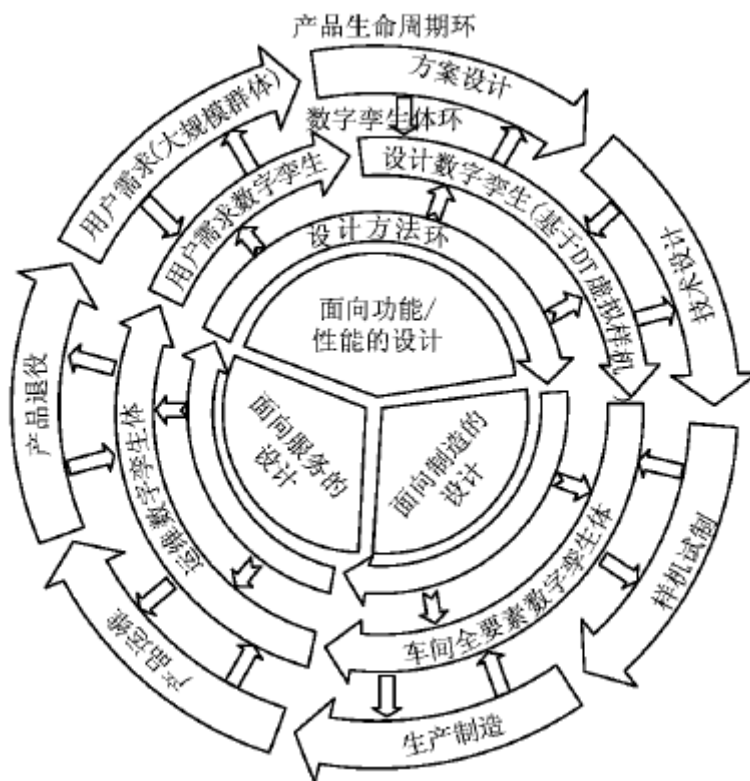 产品生命周期环
方案设计
技术设计
样机试制
生产制造
产品运维
产品退役
用户需求(大规模群体)
数字孪生体环
设计数字孪生(基于DT虚拟样机)
车间全要素数字孪生体
运维数字孪生体
用户需求数字孪生
设计方法环
面向功能/
性能的设计
面向制造的
设计
面向服务的
设计